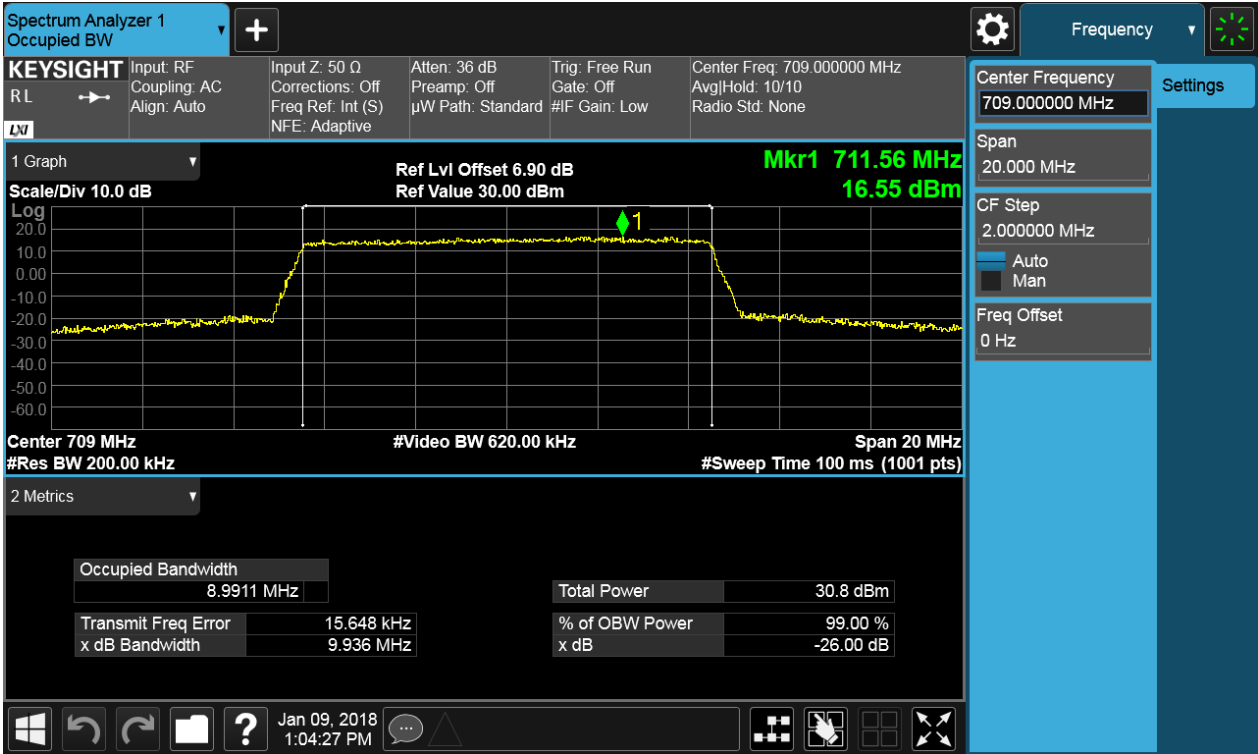 Spectrum Analyzer 1
Occupied BW
Frequency
KEYSIGHT
R L
LXI
Input: RF
Coupling: AC
Align: Auto
Input Z: 50 Ω
Corrections: Off
Freq Ref: Int (S)
NFE: Adaptive
Atten: 36 dB
Preamp: Off
µW Path: Standard
Trig: Free Run
Gate: Off
#IF Gain: Low
Center Freq: 709.000000 MHz
Avg|Hold: 10/10
Radio Std: None
Center Frequency
709.000000 MHz
Settings
Span
20.000 MHz
CF Step
2.000000 MHz
Auto
Man
Freq Offset
0 Hz
1 Graph
Scale/Div 10.0 dB
Ref Lvl Offset 6.90 dB
Ref Value 30.00 dBm
Mkr1 711.56 MHz
16.55 dBm
Log
20.0
10.0
0.00
-10.0
-20.0
-30.0
-40.0
-50.0
-60.0
1
Center 709 MHz
#Video BW 620.00 kHz
Span 20 MHz
#Res BW 200.00 kHz
#Sweep Time 100 ms (1001 pts)
2 Metrics
Occupied Bandwidth
8.9911 MHz
Total Power 30.8 dBm
Transmit Freq Error 15.648 kHz
% of OBW Power 99.00 %
x dB Bandwidth 9.936 MHz
x dB -26.00 dB
?
Jan 09, 2018
1:04:27 PM